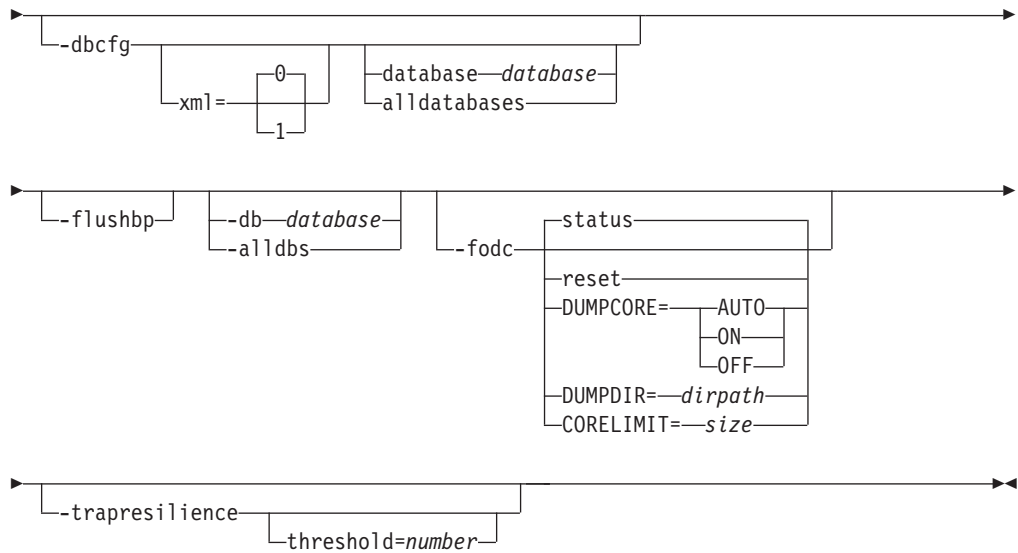 -dbcfg
xml= 0
1
database database
alldatabases
-flushbp
-db database
-alldbs
-fodc
status
reset
DUMPCORE= AUTO
ON
OFF
DUMPDIR= dirpath
CORELIMIT= size
-trapresilience
threshold=number